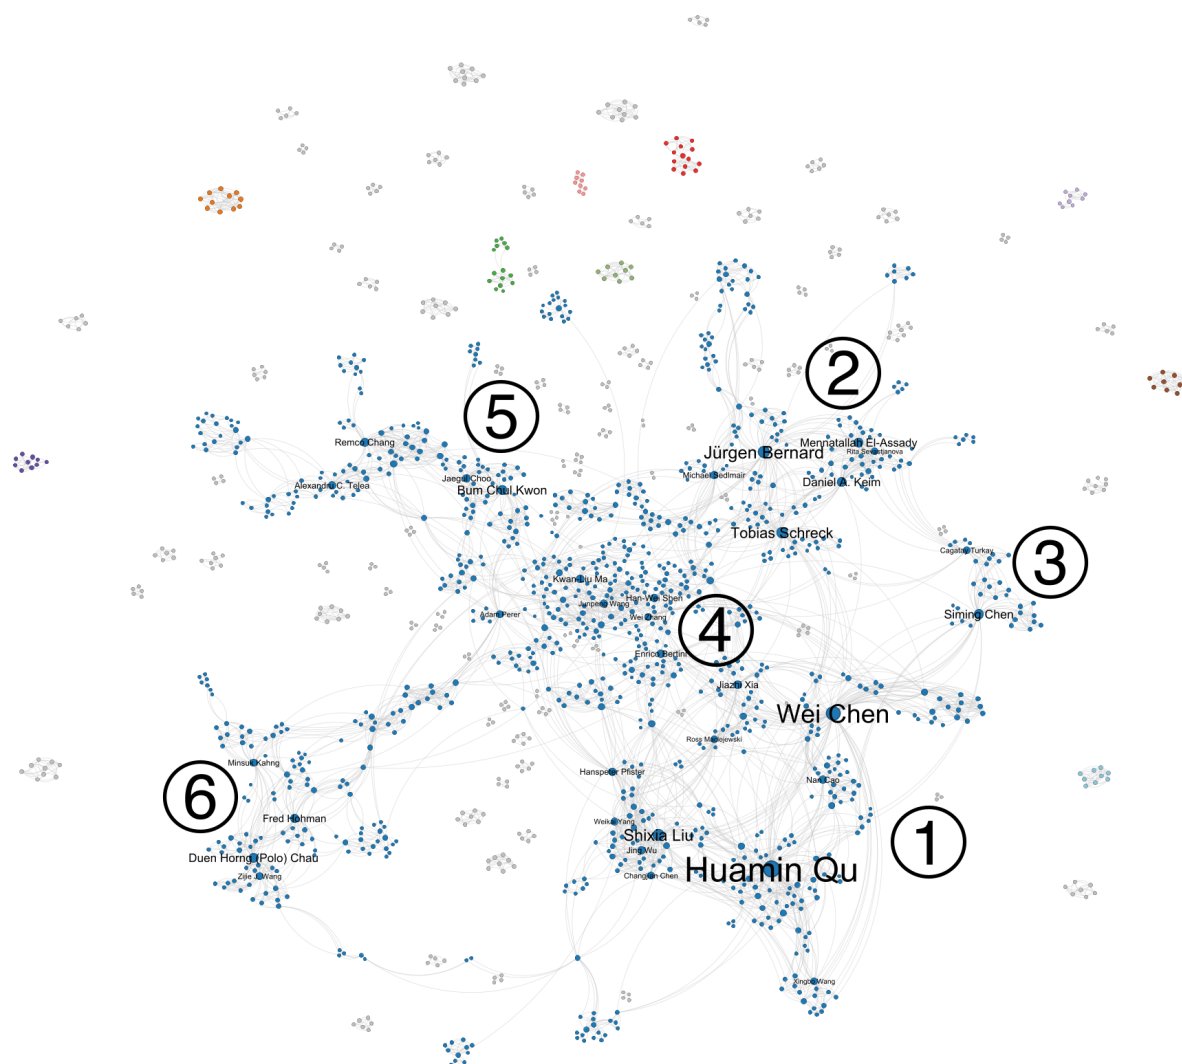 ②
⑤
Remco Chang
Mennatallah El-Assady
Jürgen Bernard
Rita Sevastjanova
Michael Sedlmair
Jaegul Choo
Alexandru C. Telea
Bum Chul Kwon
Daniel A. Keim
Tobias Schreck
Cagatay Turkay
③
Kwan-Liu Ma
Han-Wei Shen
Junpeng Wang
Adam Perer
Wei Zhang
Siming Chen
④
Enrico Bertini
Jiazhi Xia
Wei Chen
Ross Maciejewski
Minsuk Kahng
Hanspeter Pfister
Nan Cao
⑥
Fred Hohman
Weikai Yang
Shixia Liu
①
Jing Wu
Duen Horng (Polo) Chau
Huamin Qu
Zijie J. Wang
Changjian Chen
Xingbo Wang